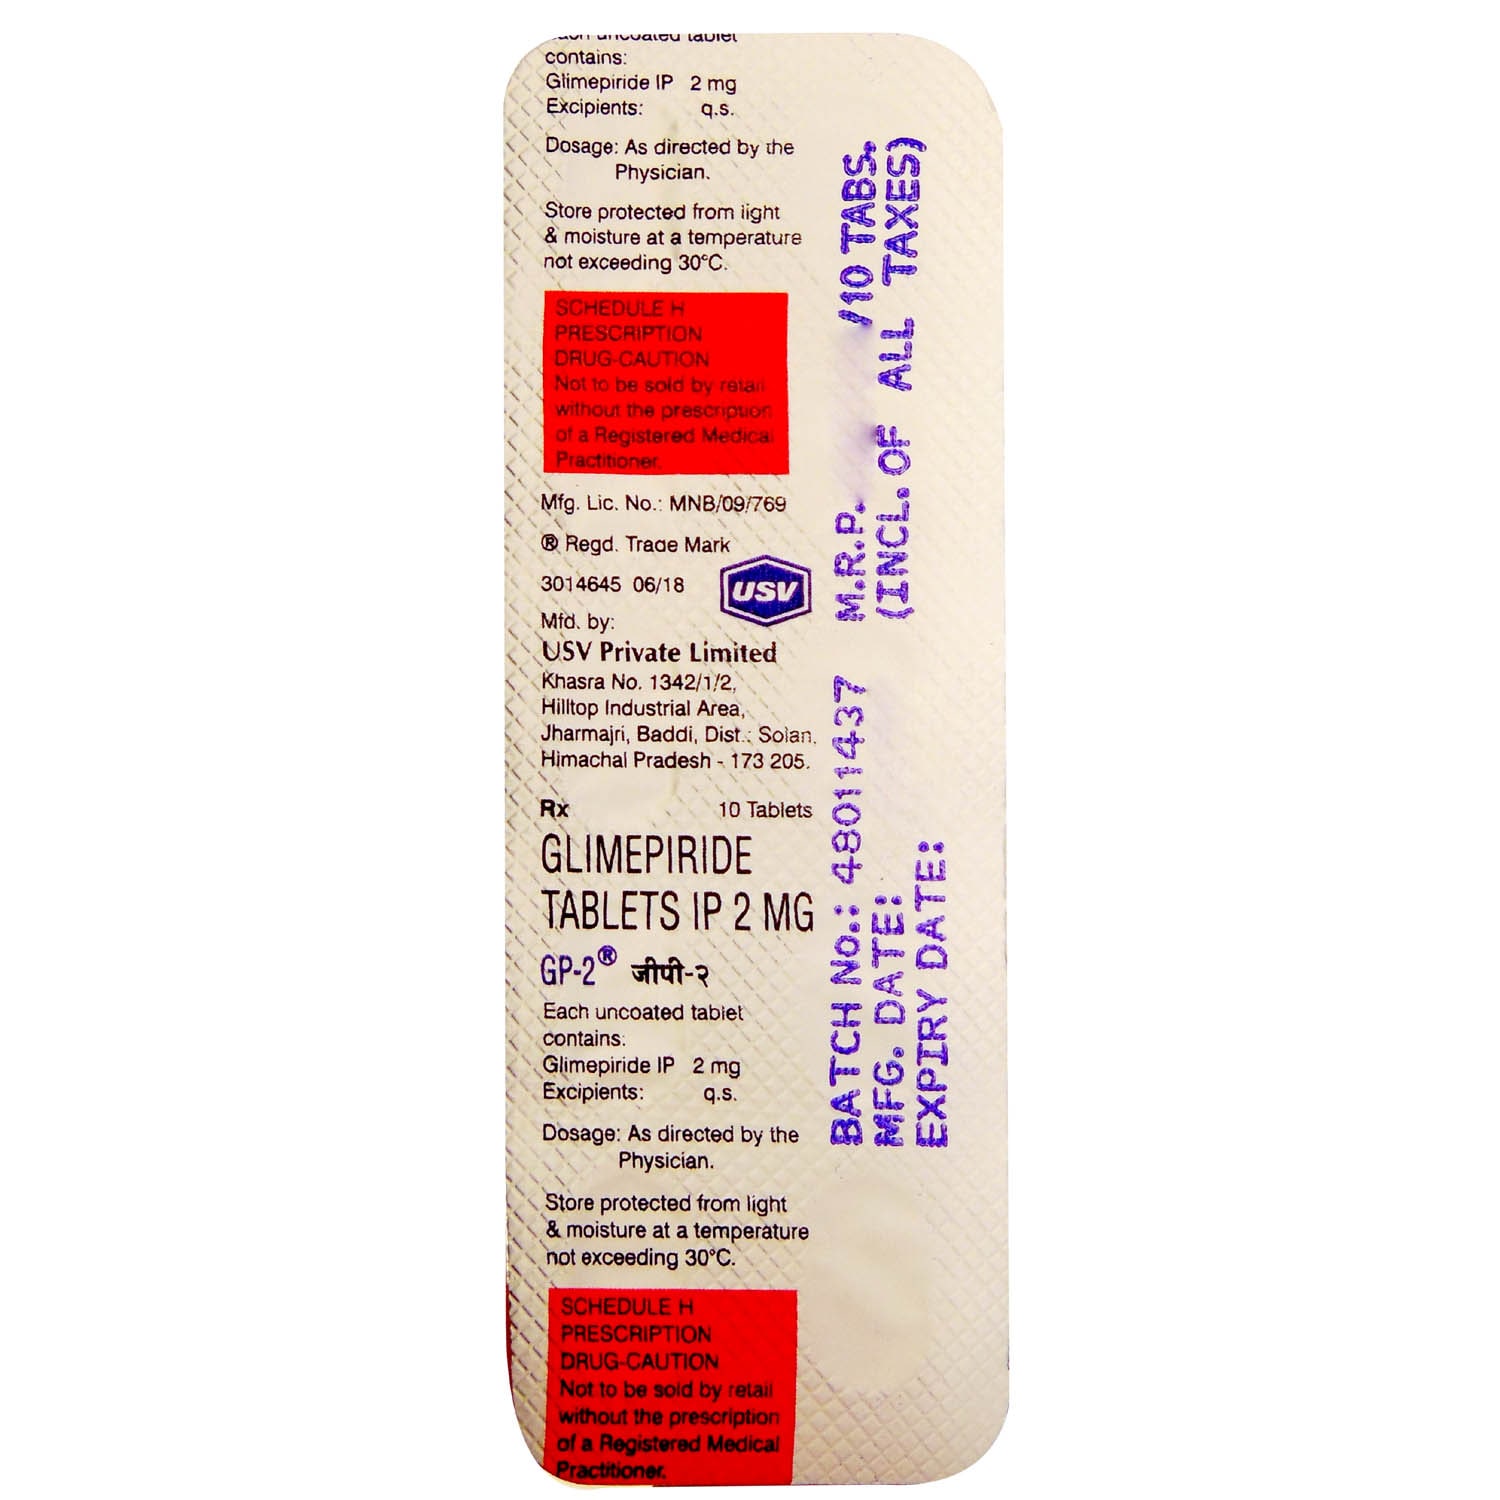 Each uncoated tablet
contains:
Glimepiride IP 2 mg
Excipients: q.s.
Dosage: As directed by the
Physician.
Store protected from light
& moisture at a temperature
not exceeding 30°C.
SCHEDULE H
PRESCRIPTION
DRUG-CAUTION
Not to be sold by retail
without the prescription
of a Registered Medical
Practitioner.
Mfg. Lic. No.: MNB/09/769
® Regd. Trade Mark
3014645 06/18
USV
Mfd. by:
USV Private Limited
Khasra No. 1342/1/2,
Hilltop Industrial Area,
Jharmajri, Baddi, Dist.: Solan,
Himachal Pradesh - 173 205.
Rx 10 Tablets
GLIMEPIRIDE
TABLETS IP 2 MG
GP-2® जीपी-२
Each uncoated tablet
contains:
Glimepiride IP 2 mg
Excipients: q.s.
Dosage: As directed by the
Physician.
Store protected from light
& moisture at a temperature
not exceeding 30°C.
SCHEDULE H
PRESCRIPTION
DRUG-CAUTION
Not to be sold by retail
without the prescription
of a Registered Medical
Practitioner.
BATCH No.: 48011437 M.R.P. /10 TABS.
MFG. DATE: (INCL. OF ALL TAXES)
EXPIRY DATE: